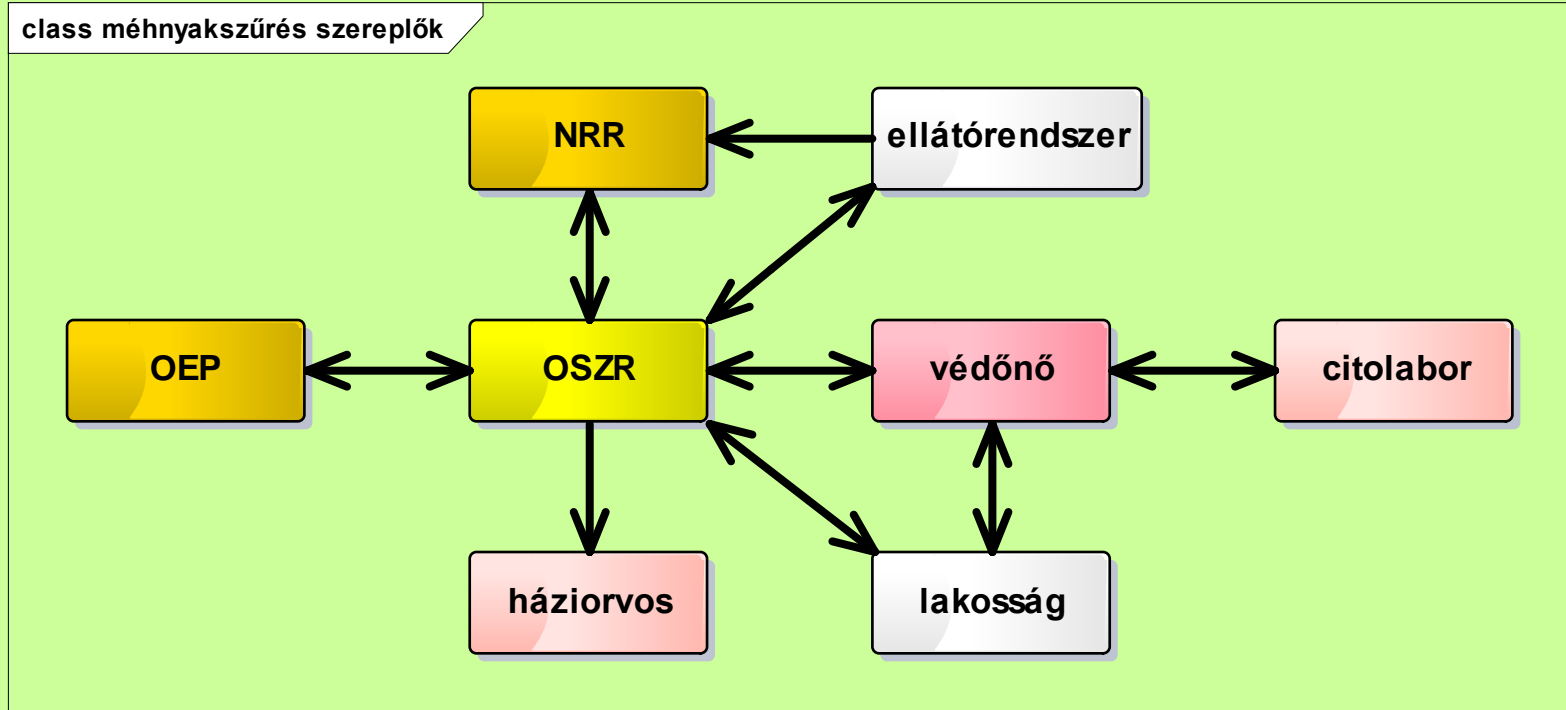 class méhnyakszűrés szereplők
NRR
ellátórendszer
OEP
OSZR
védőnő
citolabor
háziorvos
lakosság